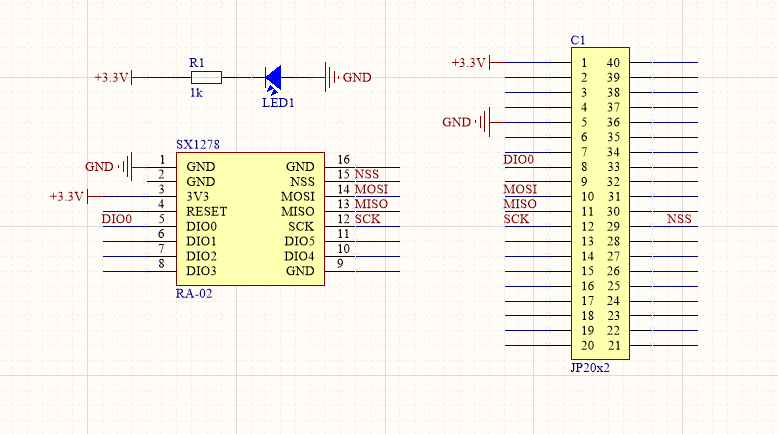 +3.3V R1 1k LED1 GND
SX1278
GND 1 GND GND 16
2 GND NSS 15 NSS
+3.3V 3 3V3 MOSI 14 MOSI
4 RESET MISO 13 MISO
DIO0 5 DIO0 SCK 12 SCK
6 DIO1 DIO5 11
7 DIO2 DIO4 10
8 DIO3 GND 9
RA-02
C1
+3.3V 1 40
2 39
3 38
4 37
GND 5 36
6 35
7 34
DIO0 8 33
9 32
MOSI 10 31
MISO 11 30
SCK 12 29 NSS
13 28
14 27
15 26
16 25
17 24
18 23
19 22
20 21
JP20x2